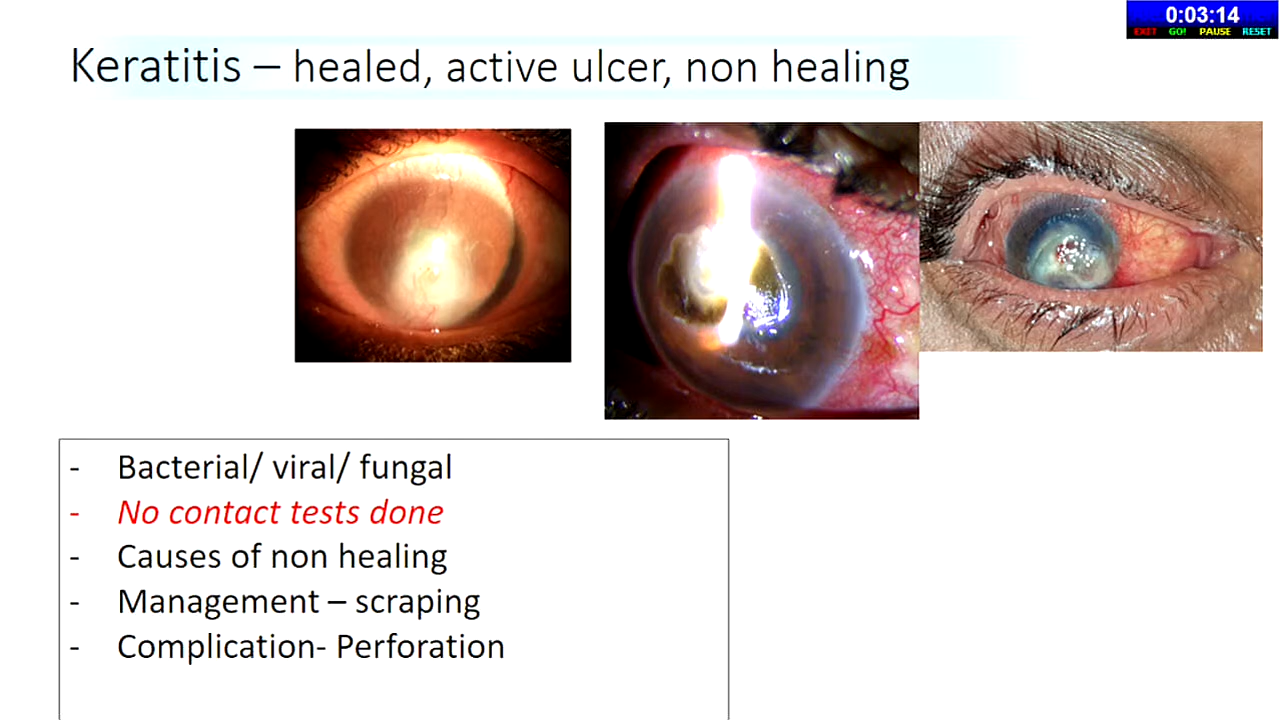 0:03:14
EXIT GO! PAUSE RESET
Keratitis – healed, active ulcer, non healing
- Bacterial/ viral/ fungal
- No contact tests done
- Causes of non healing
- Management – scraping
- Complication- Perforation